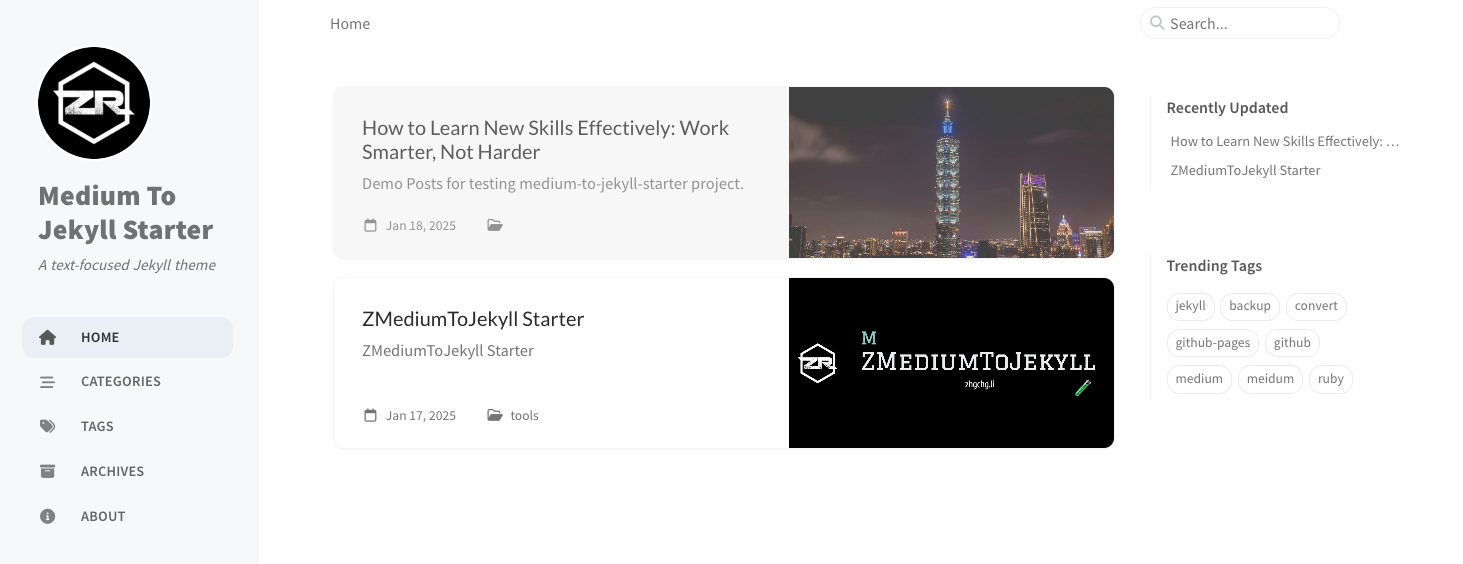 ZR
Medium To
Jekyll Starter
A text-focused Jekyll theme
HOME
CATEGORIES
TAGS
ARCHIVES
ABOUT
Home
Search...
How to Learn New Skills Effectively: Work
Smarter, Not Harder
Demo Posts for testing medium-to-jekyll-starter project.
Jan 18, 2025
ZMediumToJekyll Starter
ZMediumToJekyll Starter
Jan 17, 2025 tools
ZR
M
ZMediumToJekyll
zhgchg.li
Recently Updated
How to Learn New Skills Effectively: …
ZMediumToJekyll Starter
Trending Tags
jekyll backup convert
github-pages github
medium meidum ruby